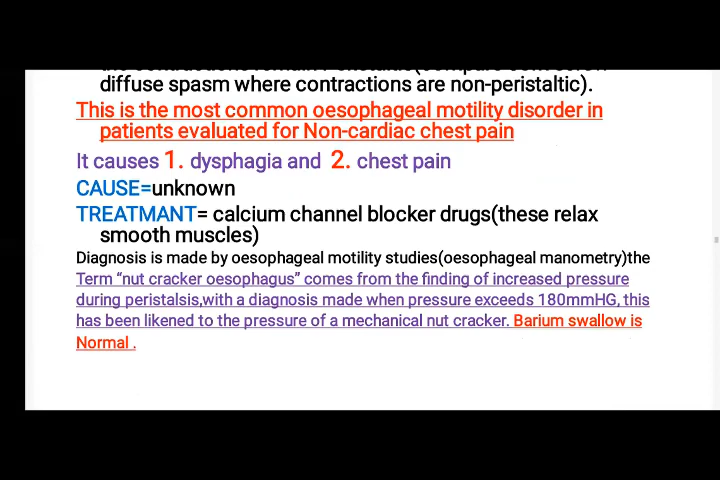 diffuse spasm where contractions are non-peristaltic).
This is the most common oesophageal motility disorder in
patients evaluated for Non-cardiac chest pain
It causes 1. dysphagia and 2. chest pain
CAUSE=unknown
TREATMANT= calcium channel blocker drugs(these relax
smooth muscles)
Diagnosis is made by oesophageal motility studies(oesophageal manometry)the
Term “nut cracker oesophagus” comes from the finding of increased pressure
during peristalsis,with a diagnosis made when pressure exceeds 180mmHG, this
has been likened to the pressure of a mechanical nut cracker. Barium swallow is
Normal .